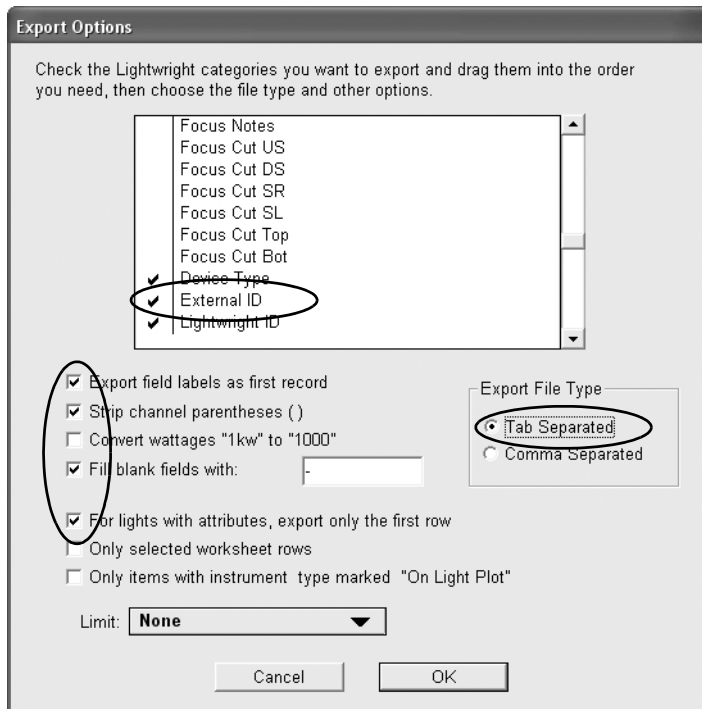 Export Options
Check the Lightwright categories you want to export and drag them into the order
you need, then choose the file type and other options.
Focus Notes
Focus Cut US
Focus Cut DS
Focus Cut SR
Focus Cut SL
Focus Cut Top
Focus Cut Bot
Device Type
External ID
Lightwright ID
Export field labels as first record
Strip channel parentheses ( )
Convert wattages "1kw" to "1000"
Fill blank fields with: -
Export File Type
Tab Separated
Comma Separated
For lights with attributes, export only the first row
Only selected worksheet rows
Only items with instrument type marked "On Light Plot"
Limit: None
Cancel OK